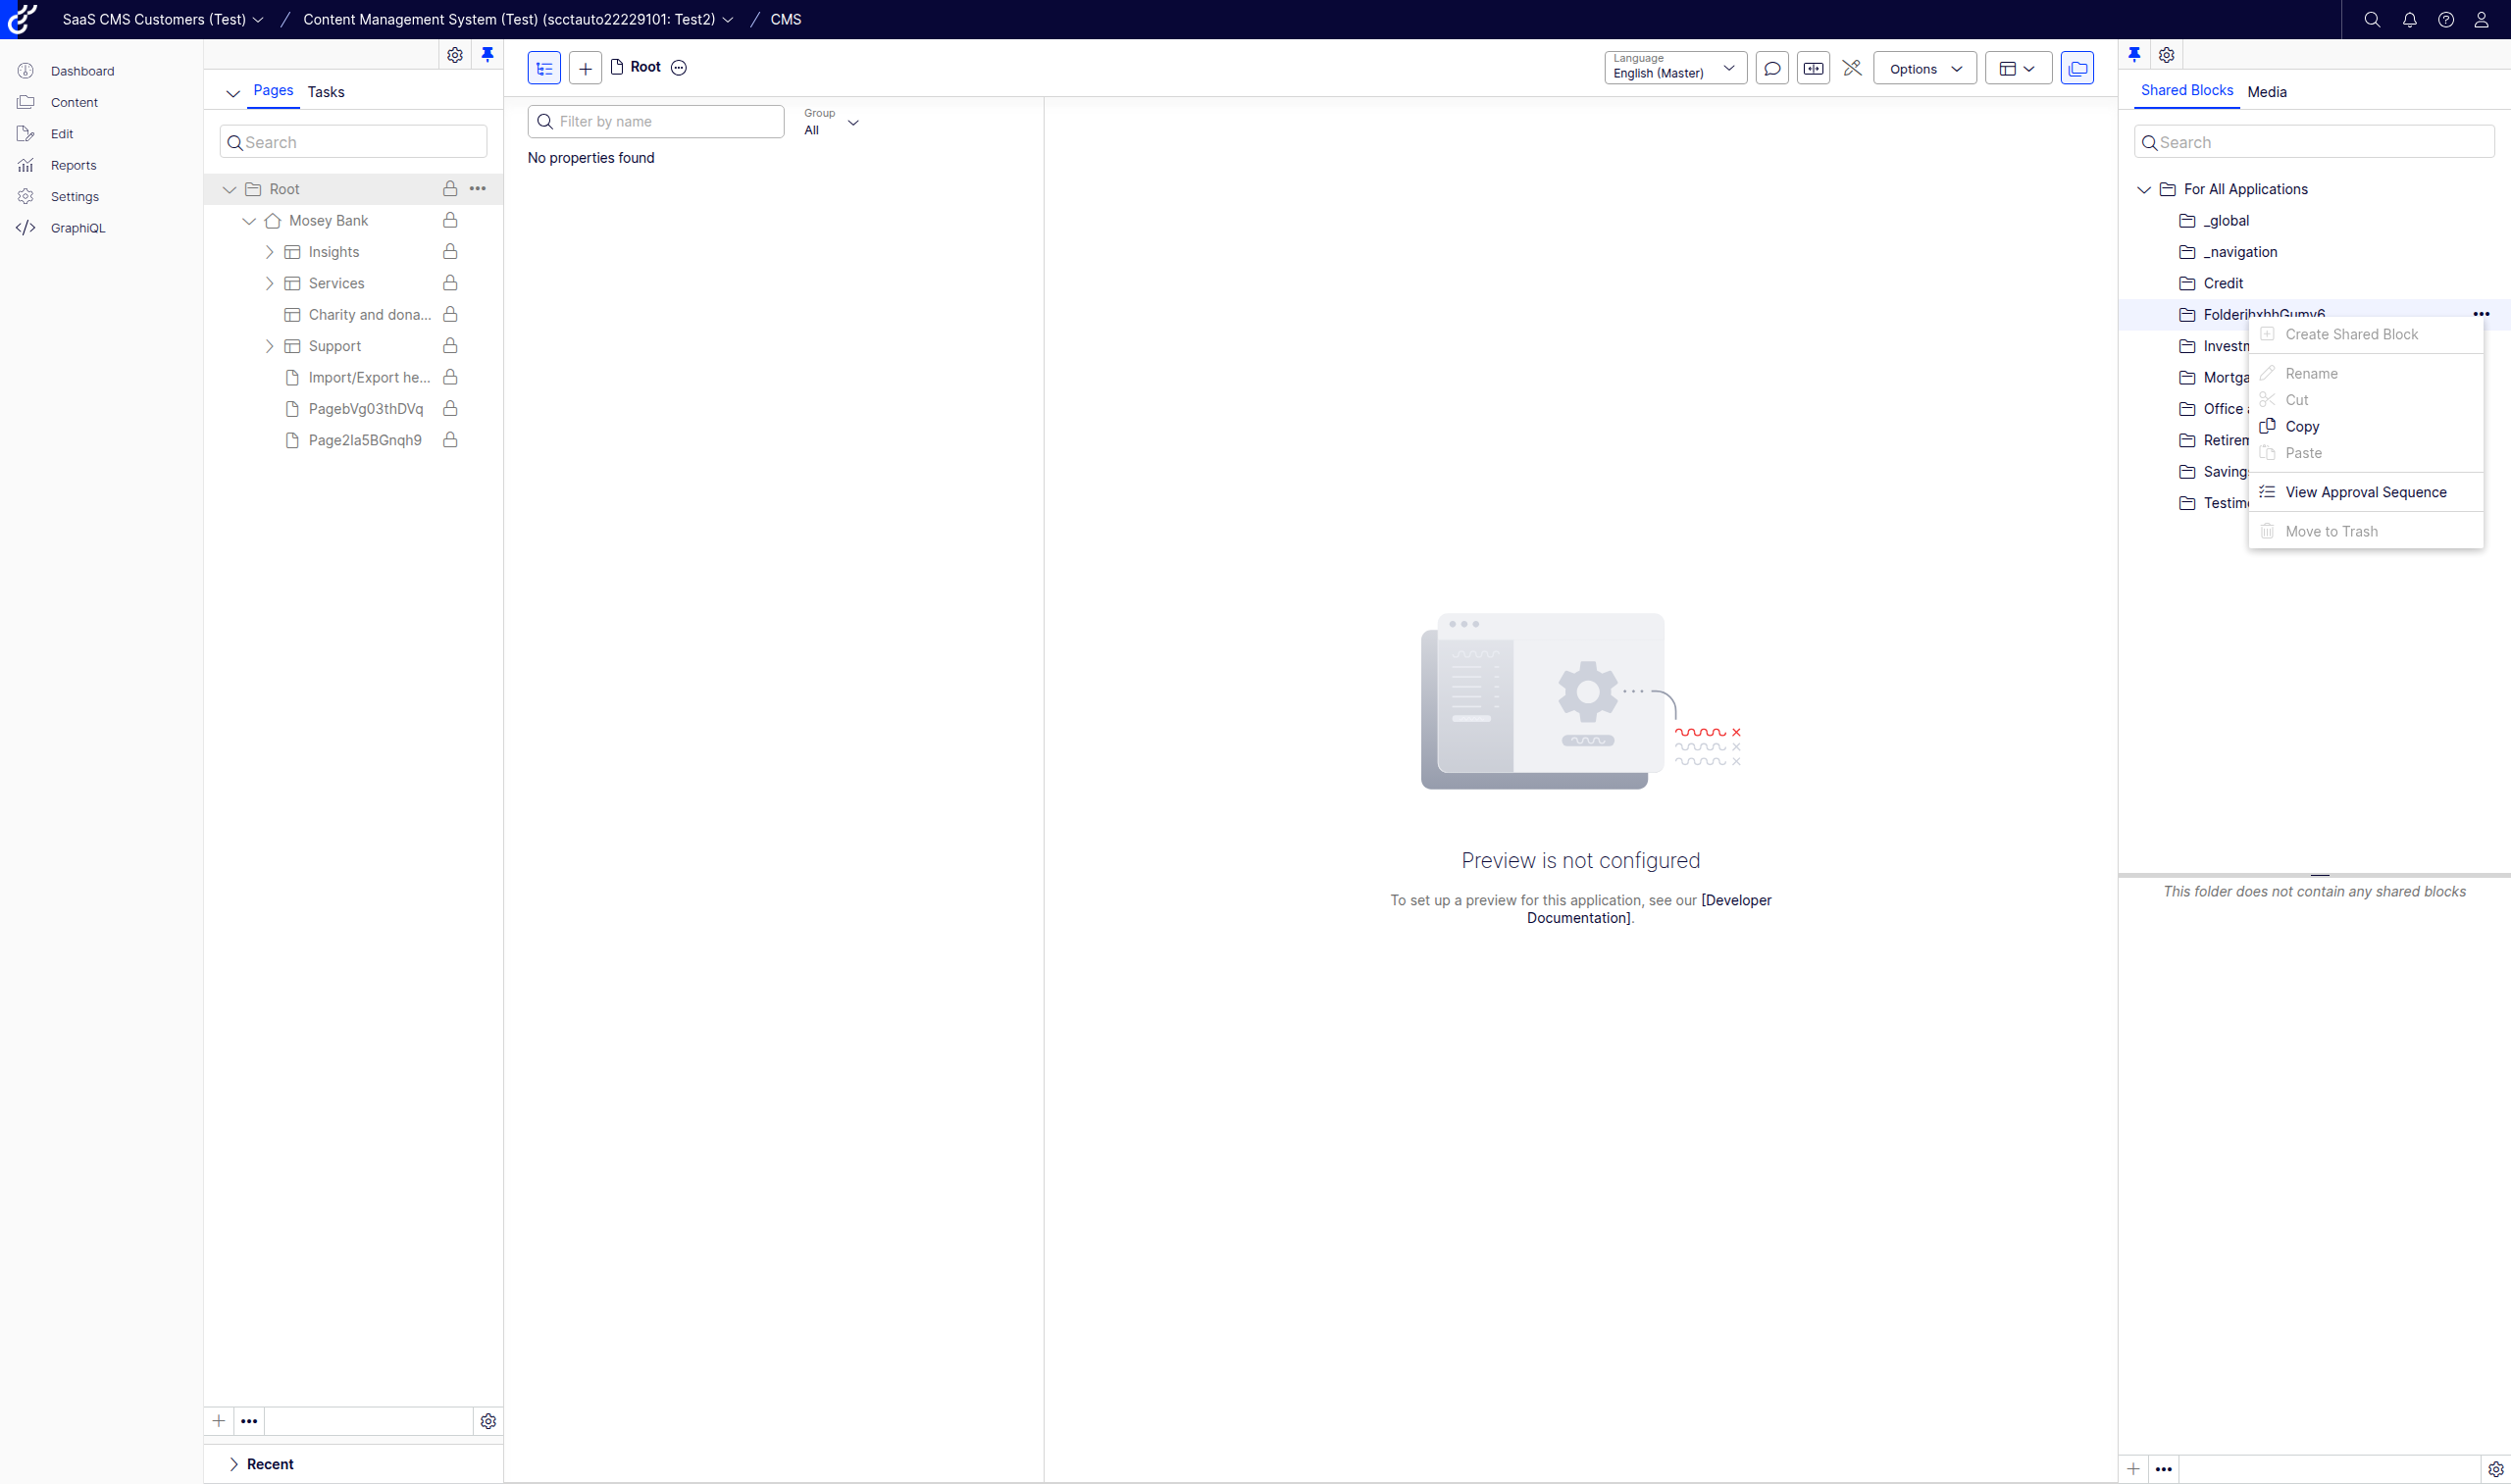 SaaS CMS Customers (Test) / Content Management System (Test) (scctauto22229101: Test2) / CMS
Dashboard
Content
Edit
Reports
Settings
GraphiQL
Pages Tasks
Search
Root
Mosey Bank
Insights
Services
Charity and dona...
Support
Import/Export he...
PagebVg03thDVq
Page2Ia5BGnqh9
Recent
Root
Language
English (Master)
Options
Filter by name
Group
All
No properties found
Preview is not configured
To set up a preview for this application, see our [Developer
Documentation].
Shared Blocks Media
Search
For All Applications
_global
_navigation
Credit
Investm
Mortga
Office
Retirem
Saving
Testim
Create Shared Block
Rename
Cut
Copy
Paste
View Approval Sequence
Move to Trash
This folder does not contain any shared blocks